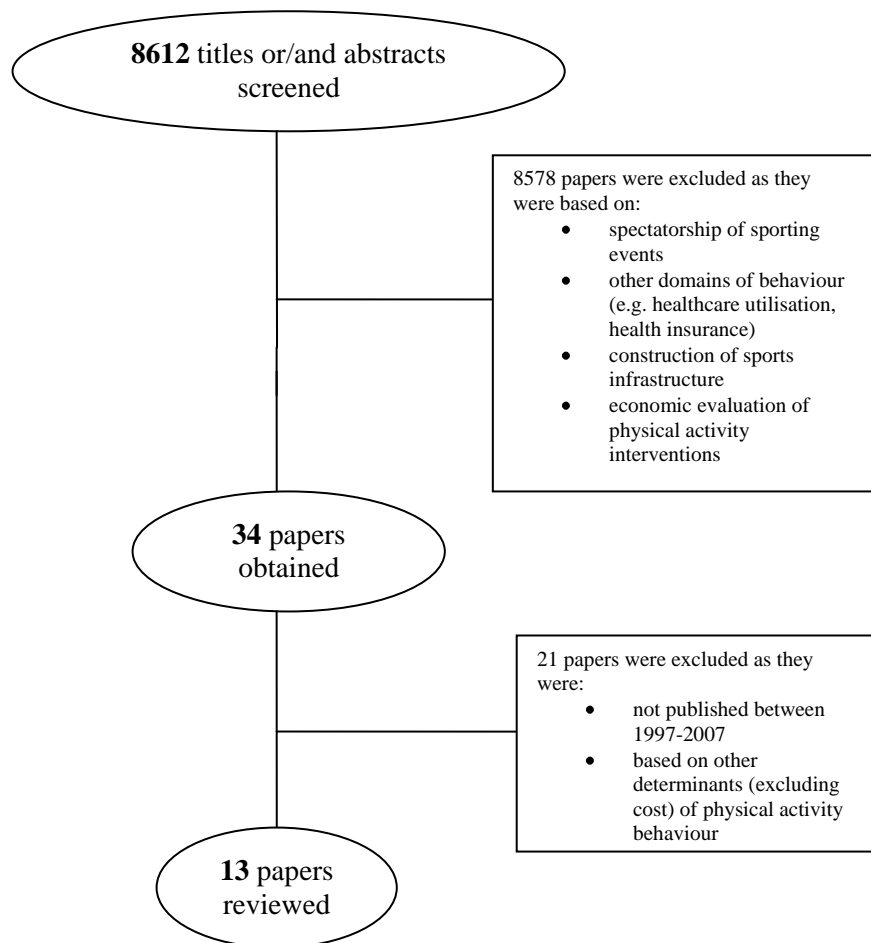 8612 titles or/and abstracts
screened
8578 papers were excluded as they
were based on:
• spectatorship of sporting
events
• other domains of behaviour
(e.g. healthcare utilisation,
health insurance)
• construction of sports
infrastructure
• economic evaluation of
physical activity
interventions
34 papers
obtained
21 papers were excluded as they
were:
• not published between
1997-2007
• based on other
determinants (excluding
cost) of physical activity
behaviour
13 papers
reviewed